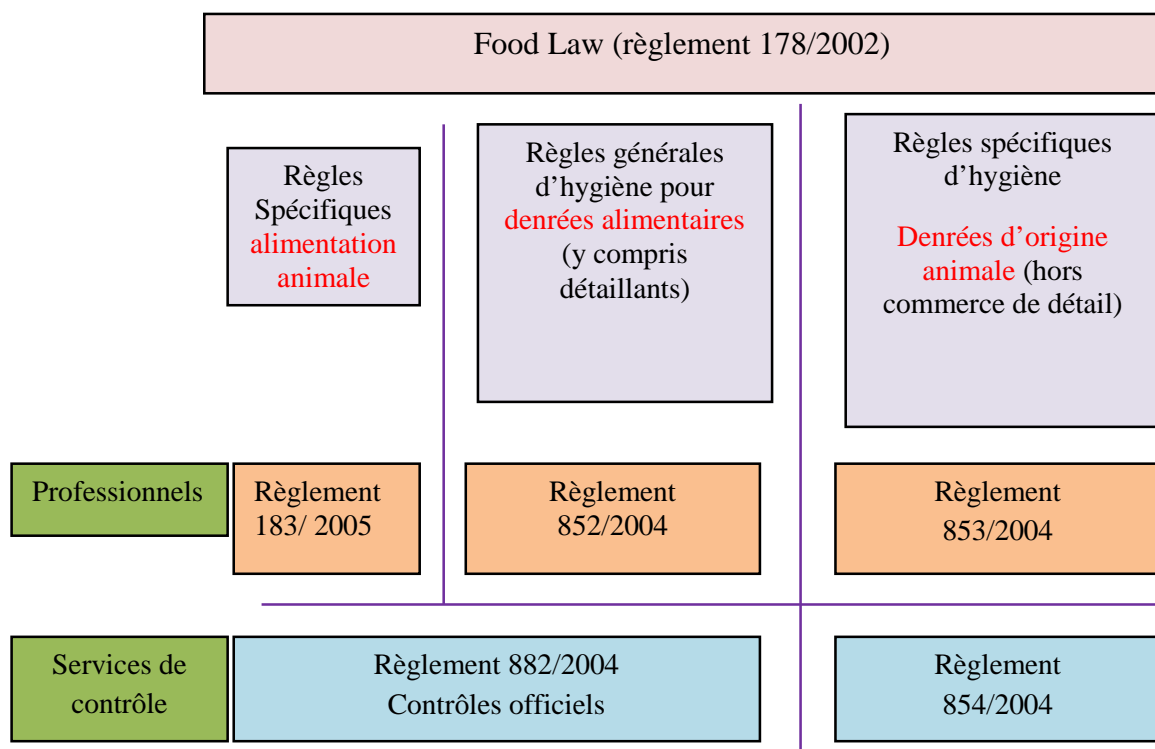 Food Law (règlement 178/2002)
Règles
Spécifiques
alimentation
animale
Règles générales
d’hygiène pour
denrées alimentaires
(y compris
détaillants)
Règles spécifiques
d’hygiène
Denrées d’origine
animale (hors
commerce de détail)
Professionnels
Règlement
183/ 2005
Règlement
852/2004
Règlement
853/2004
Services de
contrôle
Règlement 882/2004
Contrôles officiels
Règlement
854/2004